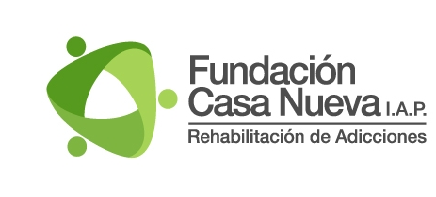 Fundación
Casa Nueva I.A.P.
Rehabilitación de Adicciones